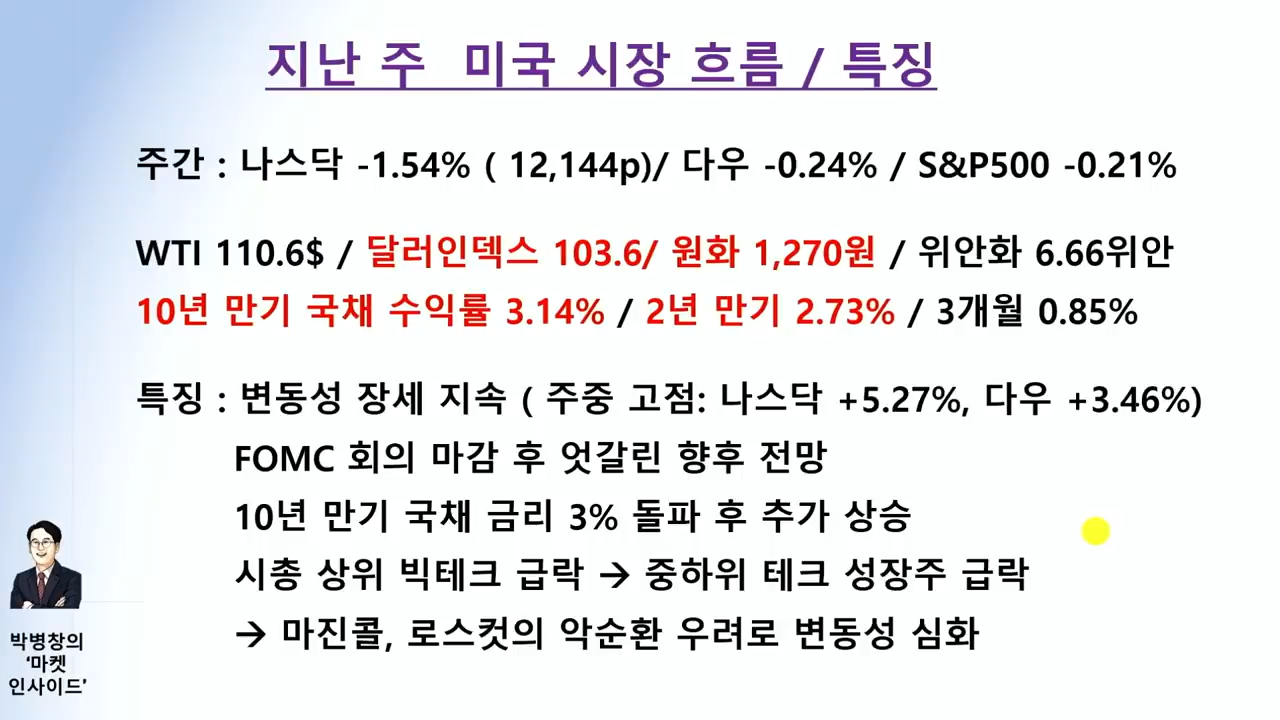 지난 주 미국 시장 흐름 / 특징
주간 : 나스닥 -1.54% ( 12,144p)/ 다우 -0.24% / S&P500 -0.21%
WTI 110.6$ / 달러인덱스 103.6/ 원화 1,270원 / 위안화 6.66위안
10년 만기 국채 수익률 3.14% / 2년 만기 2.73% / 3개월 0.85%
특징 : 변동성 장세 지속 ( 주중 고점: 나스닥 +5.27%, 다우 +3.46%)
FOMC 회의 마감 후 엇갈린 향후 전망
10년 만기 국채 금리 3% 돌파 후 추가 상승
시총 상위 빅테크 급락 → 중하위 테크 성장주 급락
→ 마진콜, 로스컷의 악순환 우려로 변동성 심화
박병창의
‘마켓
인사이드’